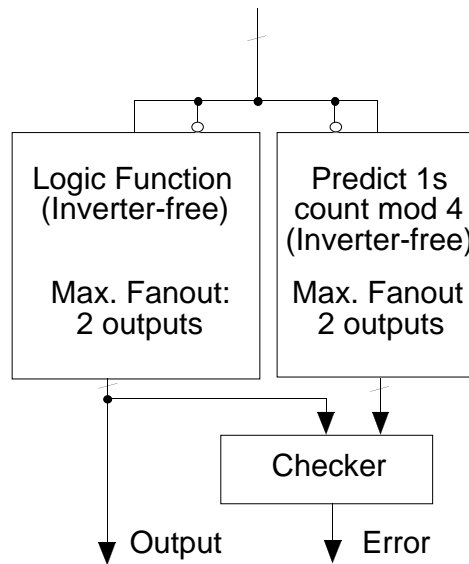 Logic Function
(Inverter-free)
Max. Fanout:
2 outputs
Predict 1s
count mod 4
(Inverter-free)
Max. Fanout
2 outputs
Checker
Output
Error